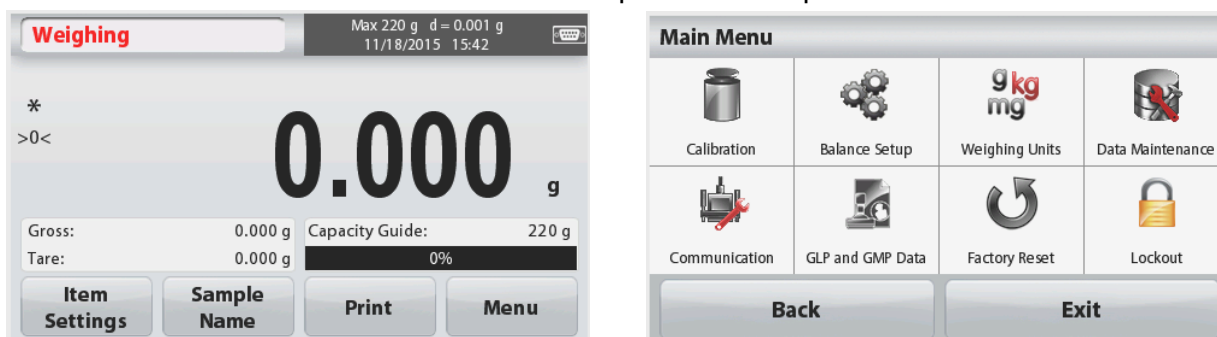 Weighing
Max 220 g d = 0.001 g
11/18/2015 15:42
*
>0<
0.000 g
Gross: 0.000 g
Tare: 0.000 g
Capacity Guide: 220 g
0%
Item Settings
Sample Name
Print
Menu
Main Menu
g kg
mg
Calibration
Balance Setup
Weighing Units
Data Maintenance
Communication
GLP and GMP Data
Factory Reset
Lockout
Back
Exit